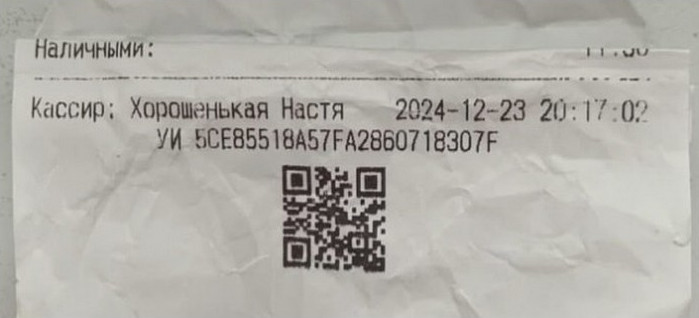 Наличными:
Кассир: Хорошенькая Настя 2024-12-23 20:17:02
УИ 5CE85518A57FA2860718307F